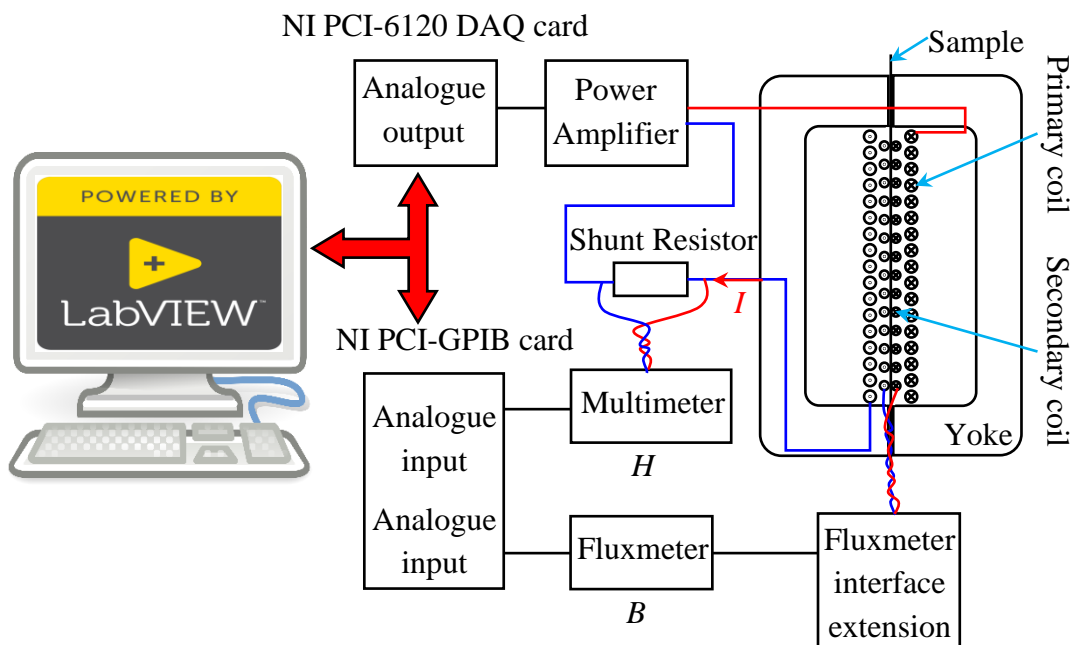 NI PCI-6120 DAQ card
Analogue
output
Power
Amplifier
Sample
Primary coil
Secondary coil
POWERED BY
LabVIEW™
Shunt Resistor
I
NI PCI-GPIB card
Analogue
input
Analogue
input
Multimeter
H
Yoke
Fluxmeter
B
Fluxmeter
interface
extension